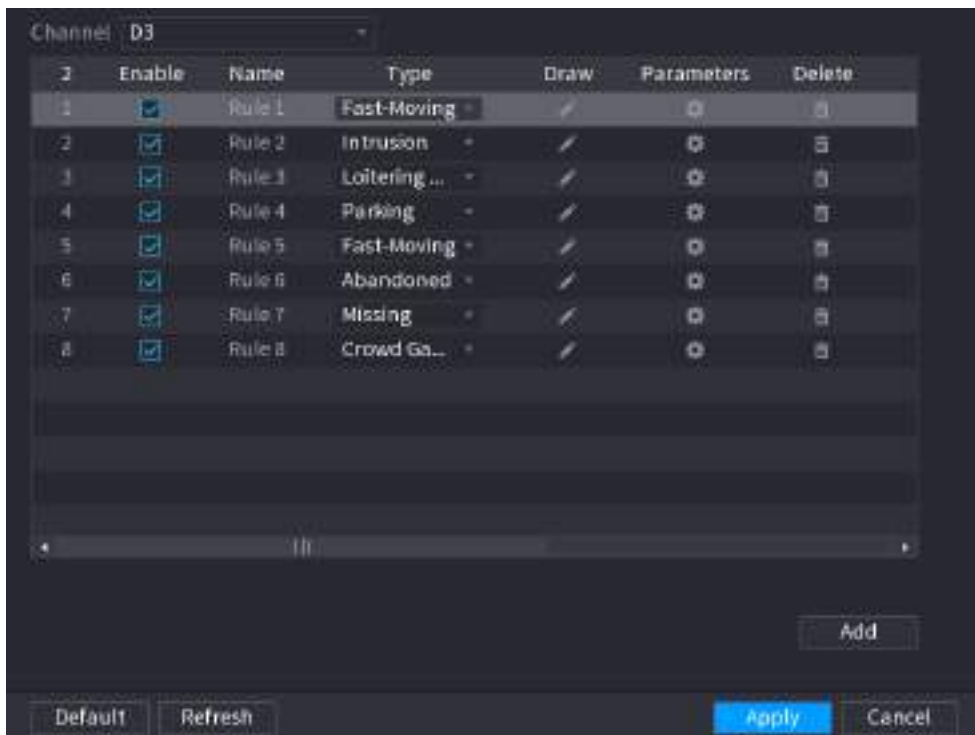 Channel D3
2 Enable Name Type Draw Parameters Delete
1 Rule 1 Fast-Moving
2 Rule 2 Intrusion
3 Rule 3 Loitering ...
4 Rule 4 Parking
5 Rule 5 Fast-Moving
6 Rule 6 Abandoned
7 Rule 7 Missing
8 Rule 8 Crowd Ga...
Add
Default Refresh Apply Cancel